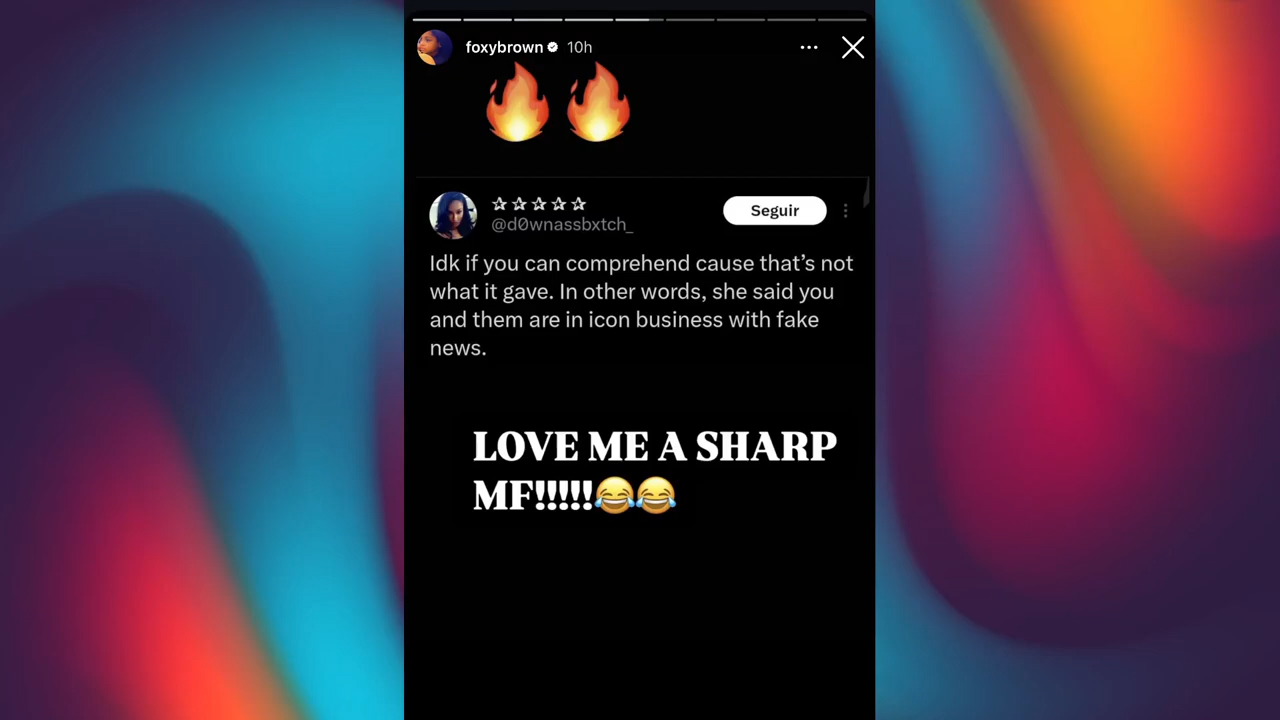 foxybrown 10h
🔥 🔥
☆☆☆☆☆
@d0wnassbxtch_
Seguir
Idk if you can comprehend cause that’s not
what it gave. In other words, she said you
and them are in icon business with fake
news.
LOVE ME A SHARP
MF!!!!!😂😂